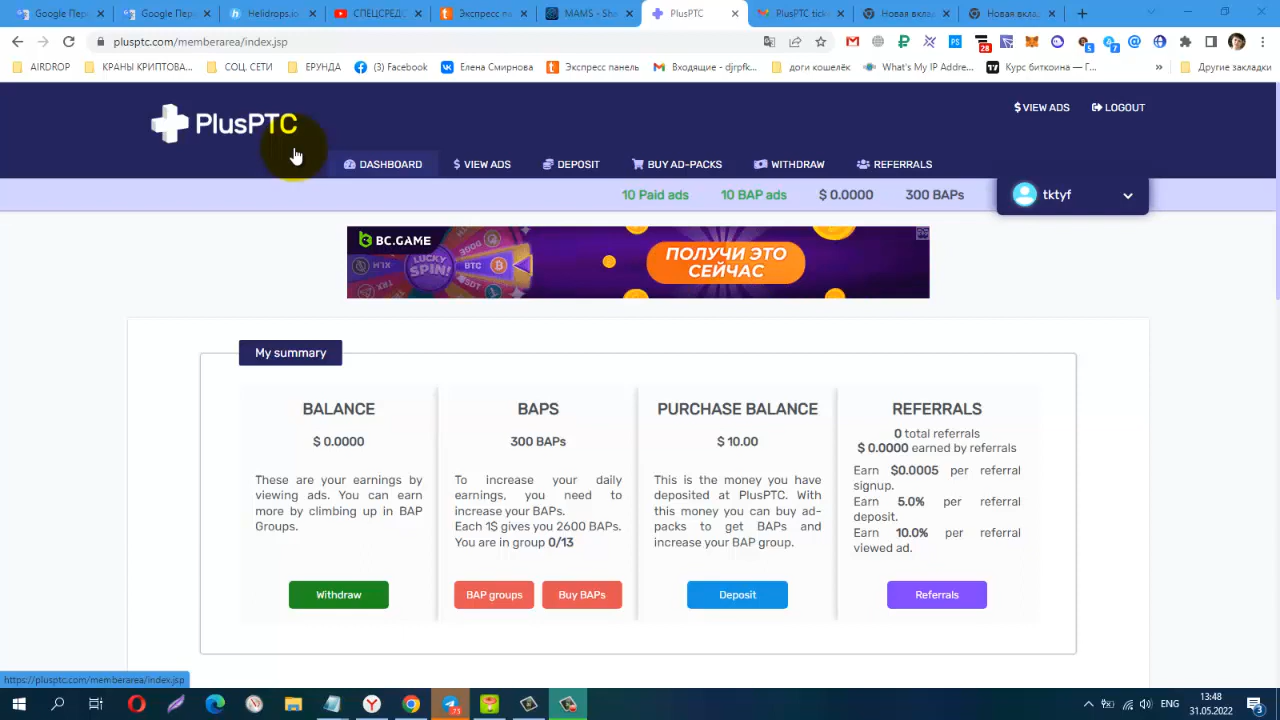 Google Пер
Google Пер
Helidrops.io
СПЕЦСРЕДС
Экспресс па
MAMS - Sha
PlusPTC
PlusPTC tick
Новая вкла
Новая вкла
plusptc.com/memberarea/index.jsp
AIRDROP
КРАНЫ КРИПТОВА...
СОЦ. СЕТИ
ЕРУНДА
(3) Facebook
Елена Смирнова
Экспресс панель
Входящие - djrpfk...
доги кошелёк
What's My IP Addre...
Курс биткоина — Г...
»
Другие закладки
PlusPTC
$ VIEW ADS
LOGOUT
DASHBOARD
$ VIEW ADS
DEPOSIT
BUY AD-PACKS
WITHDRAW
REFERRALS
10 Paid ads
10 BAP ads
$ 0.0000
300 BAPs
tktyf
BC.GAME
LUCKY SPIN!
BTC
ПОЛУЧИ ЭТО
СЕЙЧАС
My summary
BALANCE
$ 0.0000
These are your earnings by
viewing ads. You can earn
more by climbing up in BAP
Groups.
Withdraw
BAPS
300 BAPs
To increase your daily
earnings, you need to
increase your BAPs.
Each 1$ gives you 2600 BAPs.
You are in group 0/13
BAP groups
Buy BAPs
PURCHASE BALANCE
$ 10.00
This is the money you have
deposited at PlusPTC. With
this money you can buy ad-
packs to get BAPs and
increase your BAP group.
Deposit
REFERRALS
0 total referrals
$ 0.0000 earned by referrals
Earn $0.0005 per referral
signup.
Earn 5.0% per referral
deposit.
Earn 10.0% per referral
viewed ad.
Referrals
https://plusptc.com/memberarea/index.jsp
ENG
13:48
31.05.2022